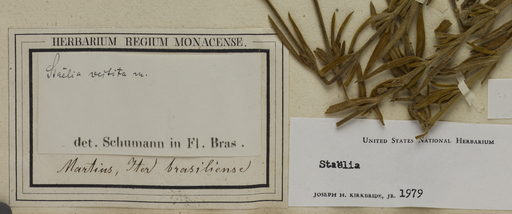 HERBARIUM REGIUM MONACENSE.
Staëlia vestita m.
det. Schumann in Fl. Bras.
Martius, Iter brasiliense
UNITED STATES NATIONAL HERBARIUM
Staëlia
JOSEPH H. KIRKBRIDE, JR. 1979